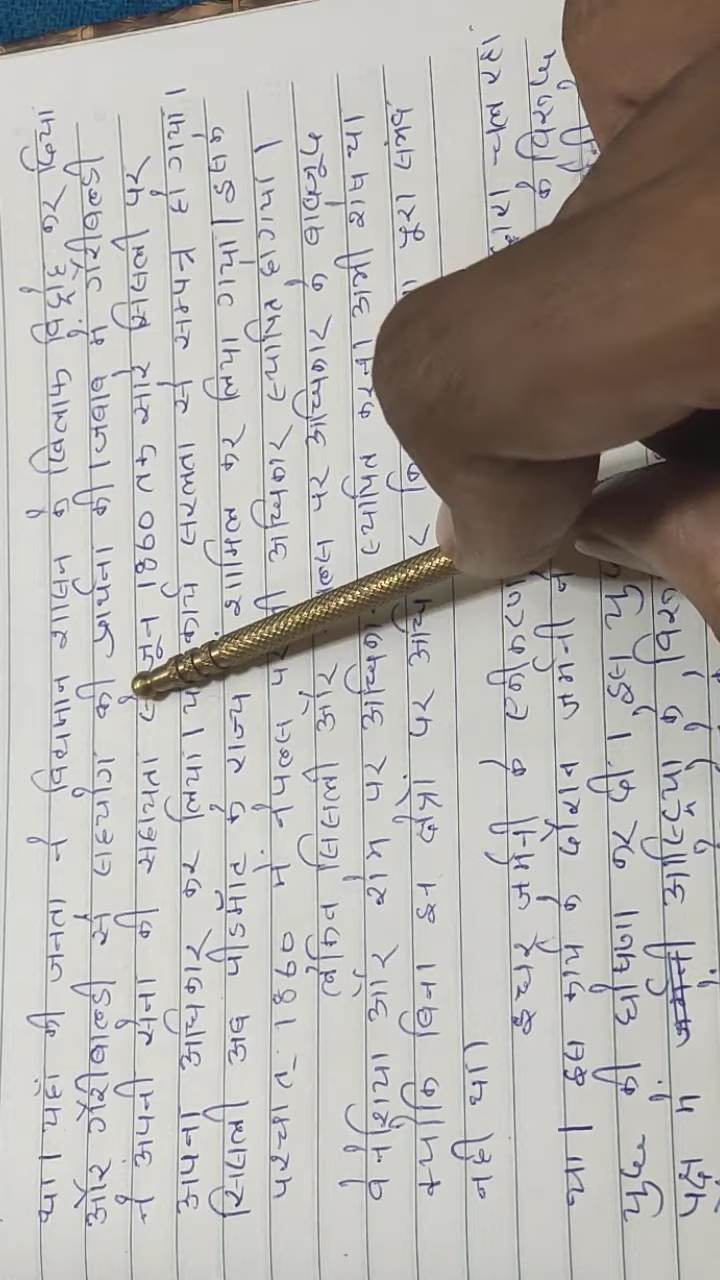 था। यहाँ की जनता ने विद्यमान शासन के खिलाफ विद्रोह कर दिया
और गैरीबाल्डी से सहयोग की प्रार्थना की। जवाब में गैरीबाल्डी
ने अपनी सेना की सहायता से जून 1860 तक सारे सिसली पर
अपना अधिकार कर लिया। कार्य सरलता से सम्पन्न हो गया।
सिसली अब पीडमौंट के राज्य शामिल कर लिया गया। इसके
पश्चात् 1860 में नेपल्स पर भी अधिकार स्थापित हो गया।
लेकिन सिसली और पर अधिकार के बावजूद
वेनेशिया और रोम पर अधिकार स्थापित करना अभी शेष था
क्योंकि बिना इन क्षेत्रों पर पूरा संभव
नहीं था।
इधर जर्मनी के एकीकरण चल रहा
था। इस कार्य के दौरान जर्मनी ने के विरुद्ध
युद्ध की घोषणा कर दी। इस
पक्ष में आस्ट्रिया के